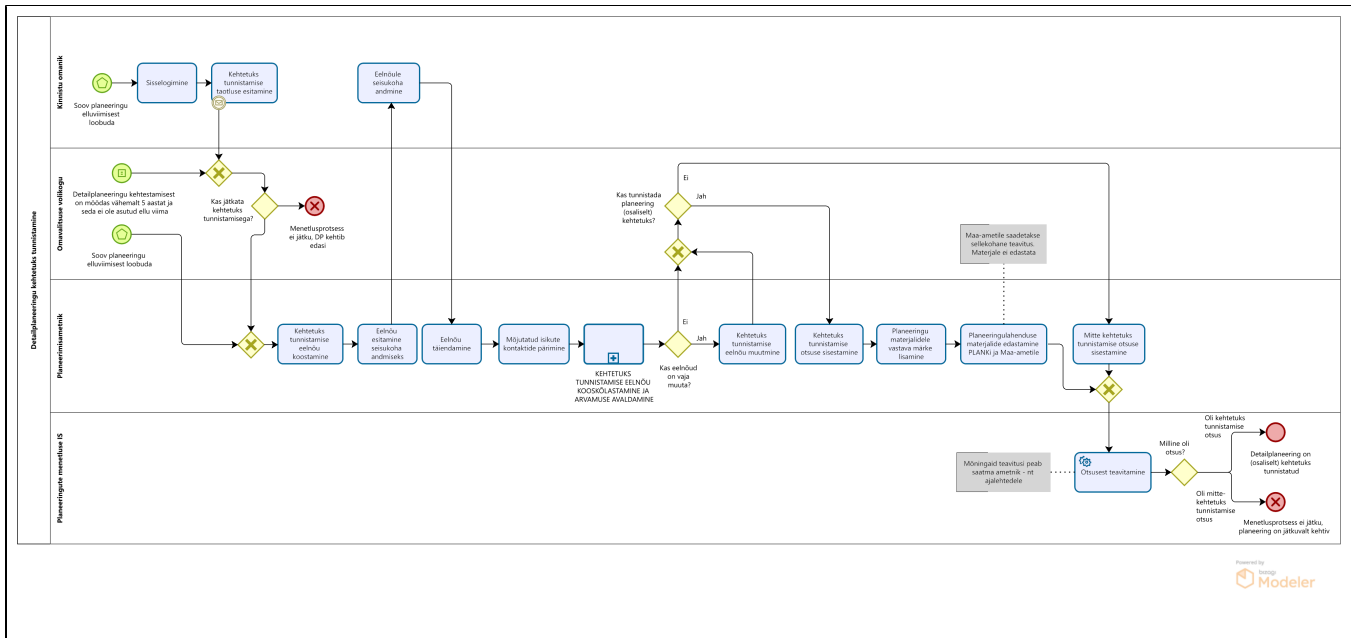 Detailplaneeringu kehtetuks tunnistamine
Kinnistu omanik
Soov planeeringu
elluviimisest
loobuda
Sisselogimine
Kehtetuks
tunnistamise
taotluse esitamine
Eelnõule
seisukoha
andmine
Omavalitsuse volikogu
Detailplaneeringu kehtestamisest
on möödas vähemalt 5 aastat ja
seda ei ole asutud ellu viima
Soov planeeringu
elluviimisest loobuda
Kas jätkata
kehtetuks
tunnistamisega?
Menetlusprotsess
ei jätku, DP kehtib
edasi
Kas tunnistada
planeering
(osaliselt)
kehtetuks?
Ei
Jah
Maa-ametile saadetakse
sellekohane teavitus.
Materjale ei edastata
Planeerimisametnik
Kehtetuks
tunnistamise
eelnõu
koostamine
Eelnõu
esitamine
seisukoha
andmiseks
Eelnõu
täiendamine
Mõjutatud isikute
kontaktide pärimine
KEHTETUKS
TUNNISTAMISE EELNÕU
KOOSKÕLASTAMINE JA
ARVAMUSE AVALDAMINE
Ei
Jah
Kas eelnõud
on vaja
muuta?
Kehtetuks
tunnistamise
eelnõu muutmine
Kehtetuks
tunnistamise
otsuse sisestamine
Planeeringu
materjalidele
vastava märke
lisamine
Planeeringulahenduse
materjalide edastamine
PLANKi ja Maa-ametile
Mitte kehtetuks
tunnistamise otsuse
sisestamine
Planeeringute menetluse IS
Mõningaid teavitusi peab
saatma ametnik - nt
ajalehtedele
Otsusest teavitamine
Milline oli
otsus?
Oli kehtetuks
tunnistamise
otsus
Detailplaneering on
(osaliselt) kehtetuks
tunnistatud
Oli mitte-
kehtetuks
tunnistamise
otsus
Menetlusprotsess ei jätku,
planeering on jätkuvalt kehtiv
Powered by
bizagi
Modeler